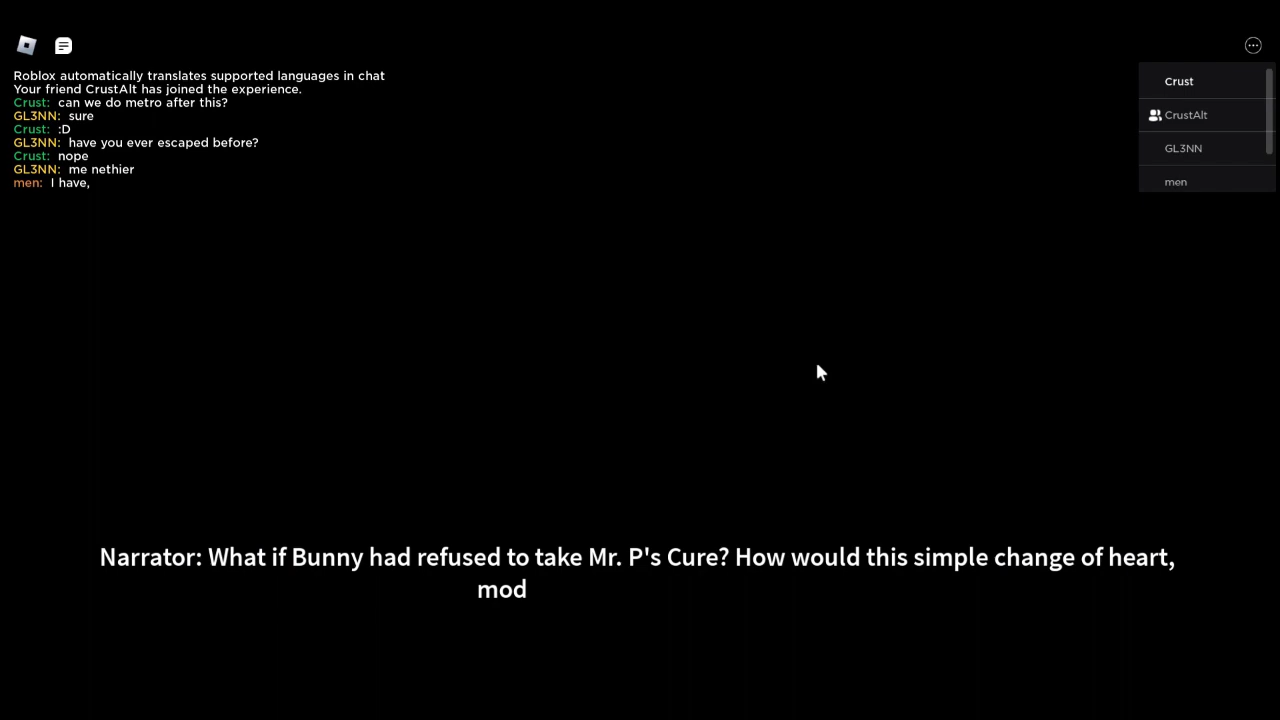 Roblox automatically translates supported languages in chat
Your friend CrustAlt has joined the experience.
Crust: can we do metro after this?
GL3NN: sure
Crust: :D
GL3NN: have you ever escaped before?
Crust: nope
GL3NN: me nethier
men: I have,
Crust
CrustAlt
GL3NN
men
Narrator: What if Bunny had refused to take Mr. P's Cure? How would this simple change of heart,
mod